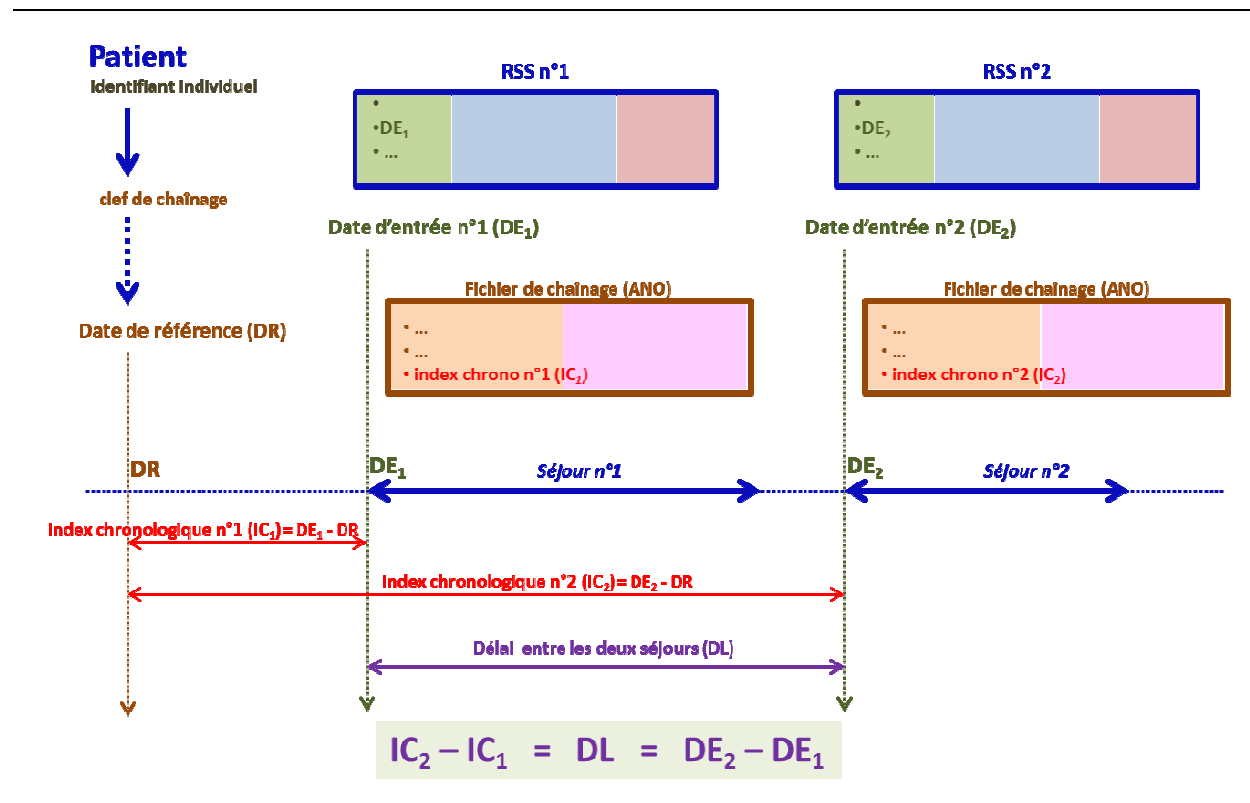 Patient
Identifiant Individuel
clef de chaînage
Date de référence (DR)
RSS n°1
•
•DE1
• ...
RSS n°2
•
•DE2
• ...
Date d'entrée n°1 (DE1)
Date d'entrée n°2 (DE2)
Fichier de chaînage (ANO)
• ...
• ...
• index chrono n°1 (IC1)
Fichier de chaînage (ANO)
• ...
• ...
• index chrono n°2 (IC2)
DR
DE1
Séjour n°1
DE2
Séjour n°2
Index chronologique n°1 (IC1)= DE1 - DR
Index chronologique n°2 (IC2)= DE2 - DR
Délai entre les deux séjours (DL)
IC2 – IC1 = DL = DE2 – DE1